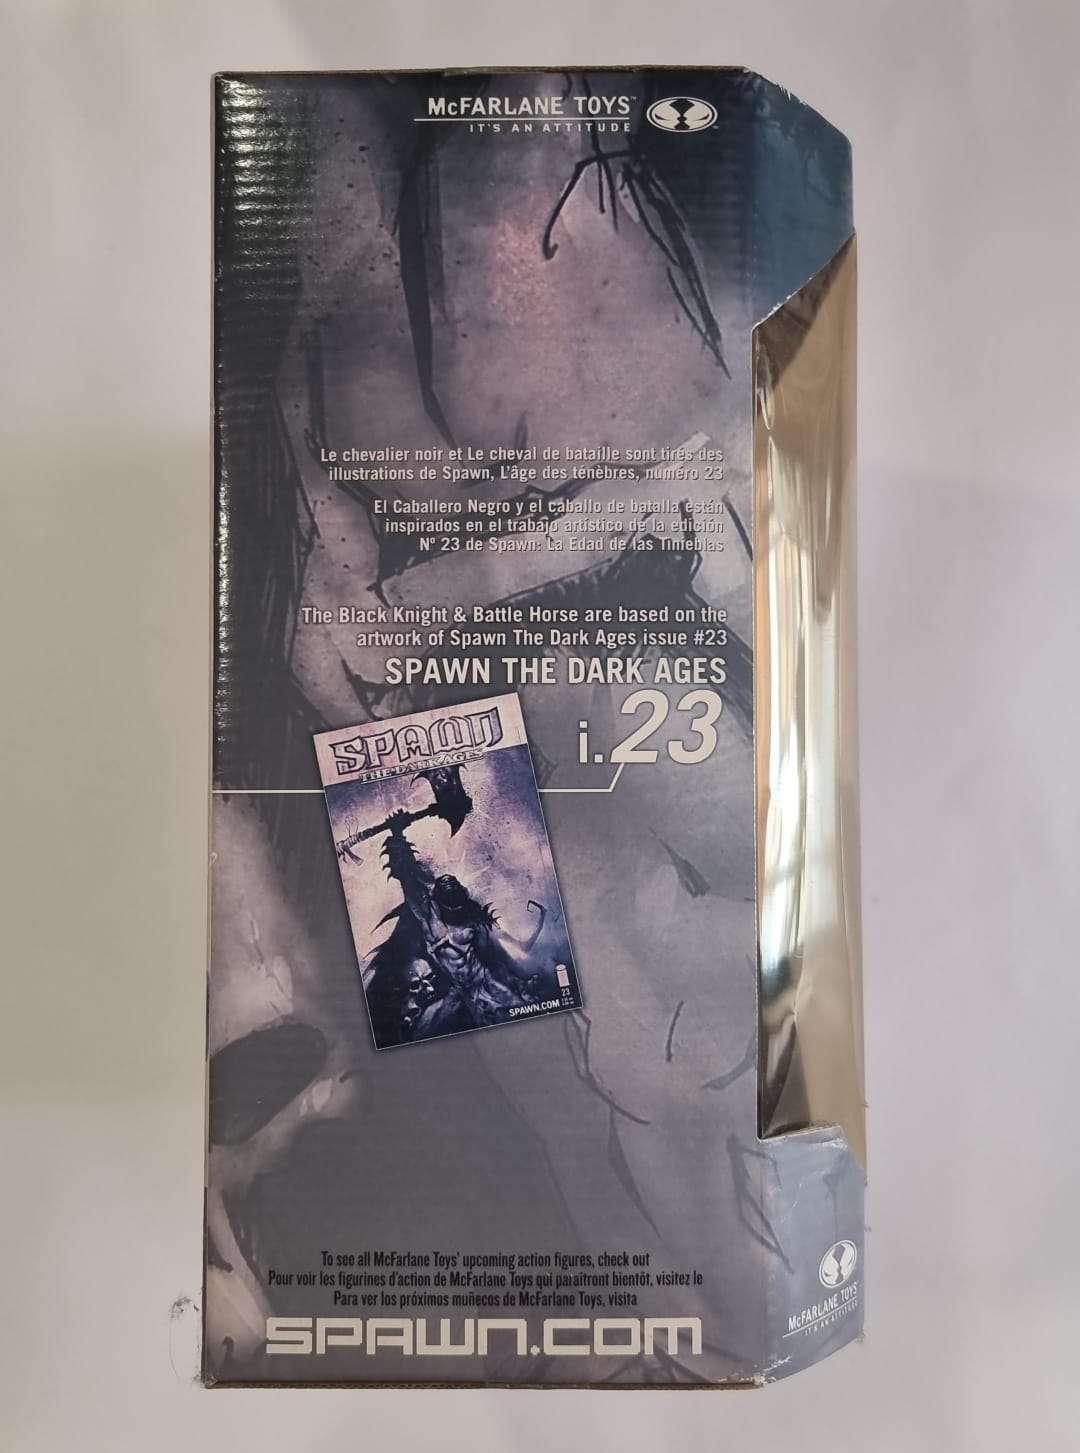 McFARLANE TOYS™
IT'S AN ATTITUDE
Le chevalier noir et Le cheval de bataille sont tirés des
illustrations de Spawn, L'âge des ténèbres, numéro 23
El Caballero Negro y el caballo de batalla están
inspirados en el trabajo artístico de la edición
Nº 23 de Spawn: La Edad de las Tinieblas
The Black Knight & Battle Horse are based on the
artwork of Spawn The Dark Ages issue #23
SPAWN THE DARK AGES
i.23
SPAWN
THE DARK AGES
23
SPAWN.COM
To see all McFarlane Toys' upcoming action figures, check out
Pour voir les figurines d'action de McFarlane Toys qui paraîtront bientôt, visitez le
Para ver los próximos muñecos de McFarlane Toys, visita
SPAWN.COM
McFARLANE TOYS
IT'S AN ATTITUDE